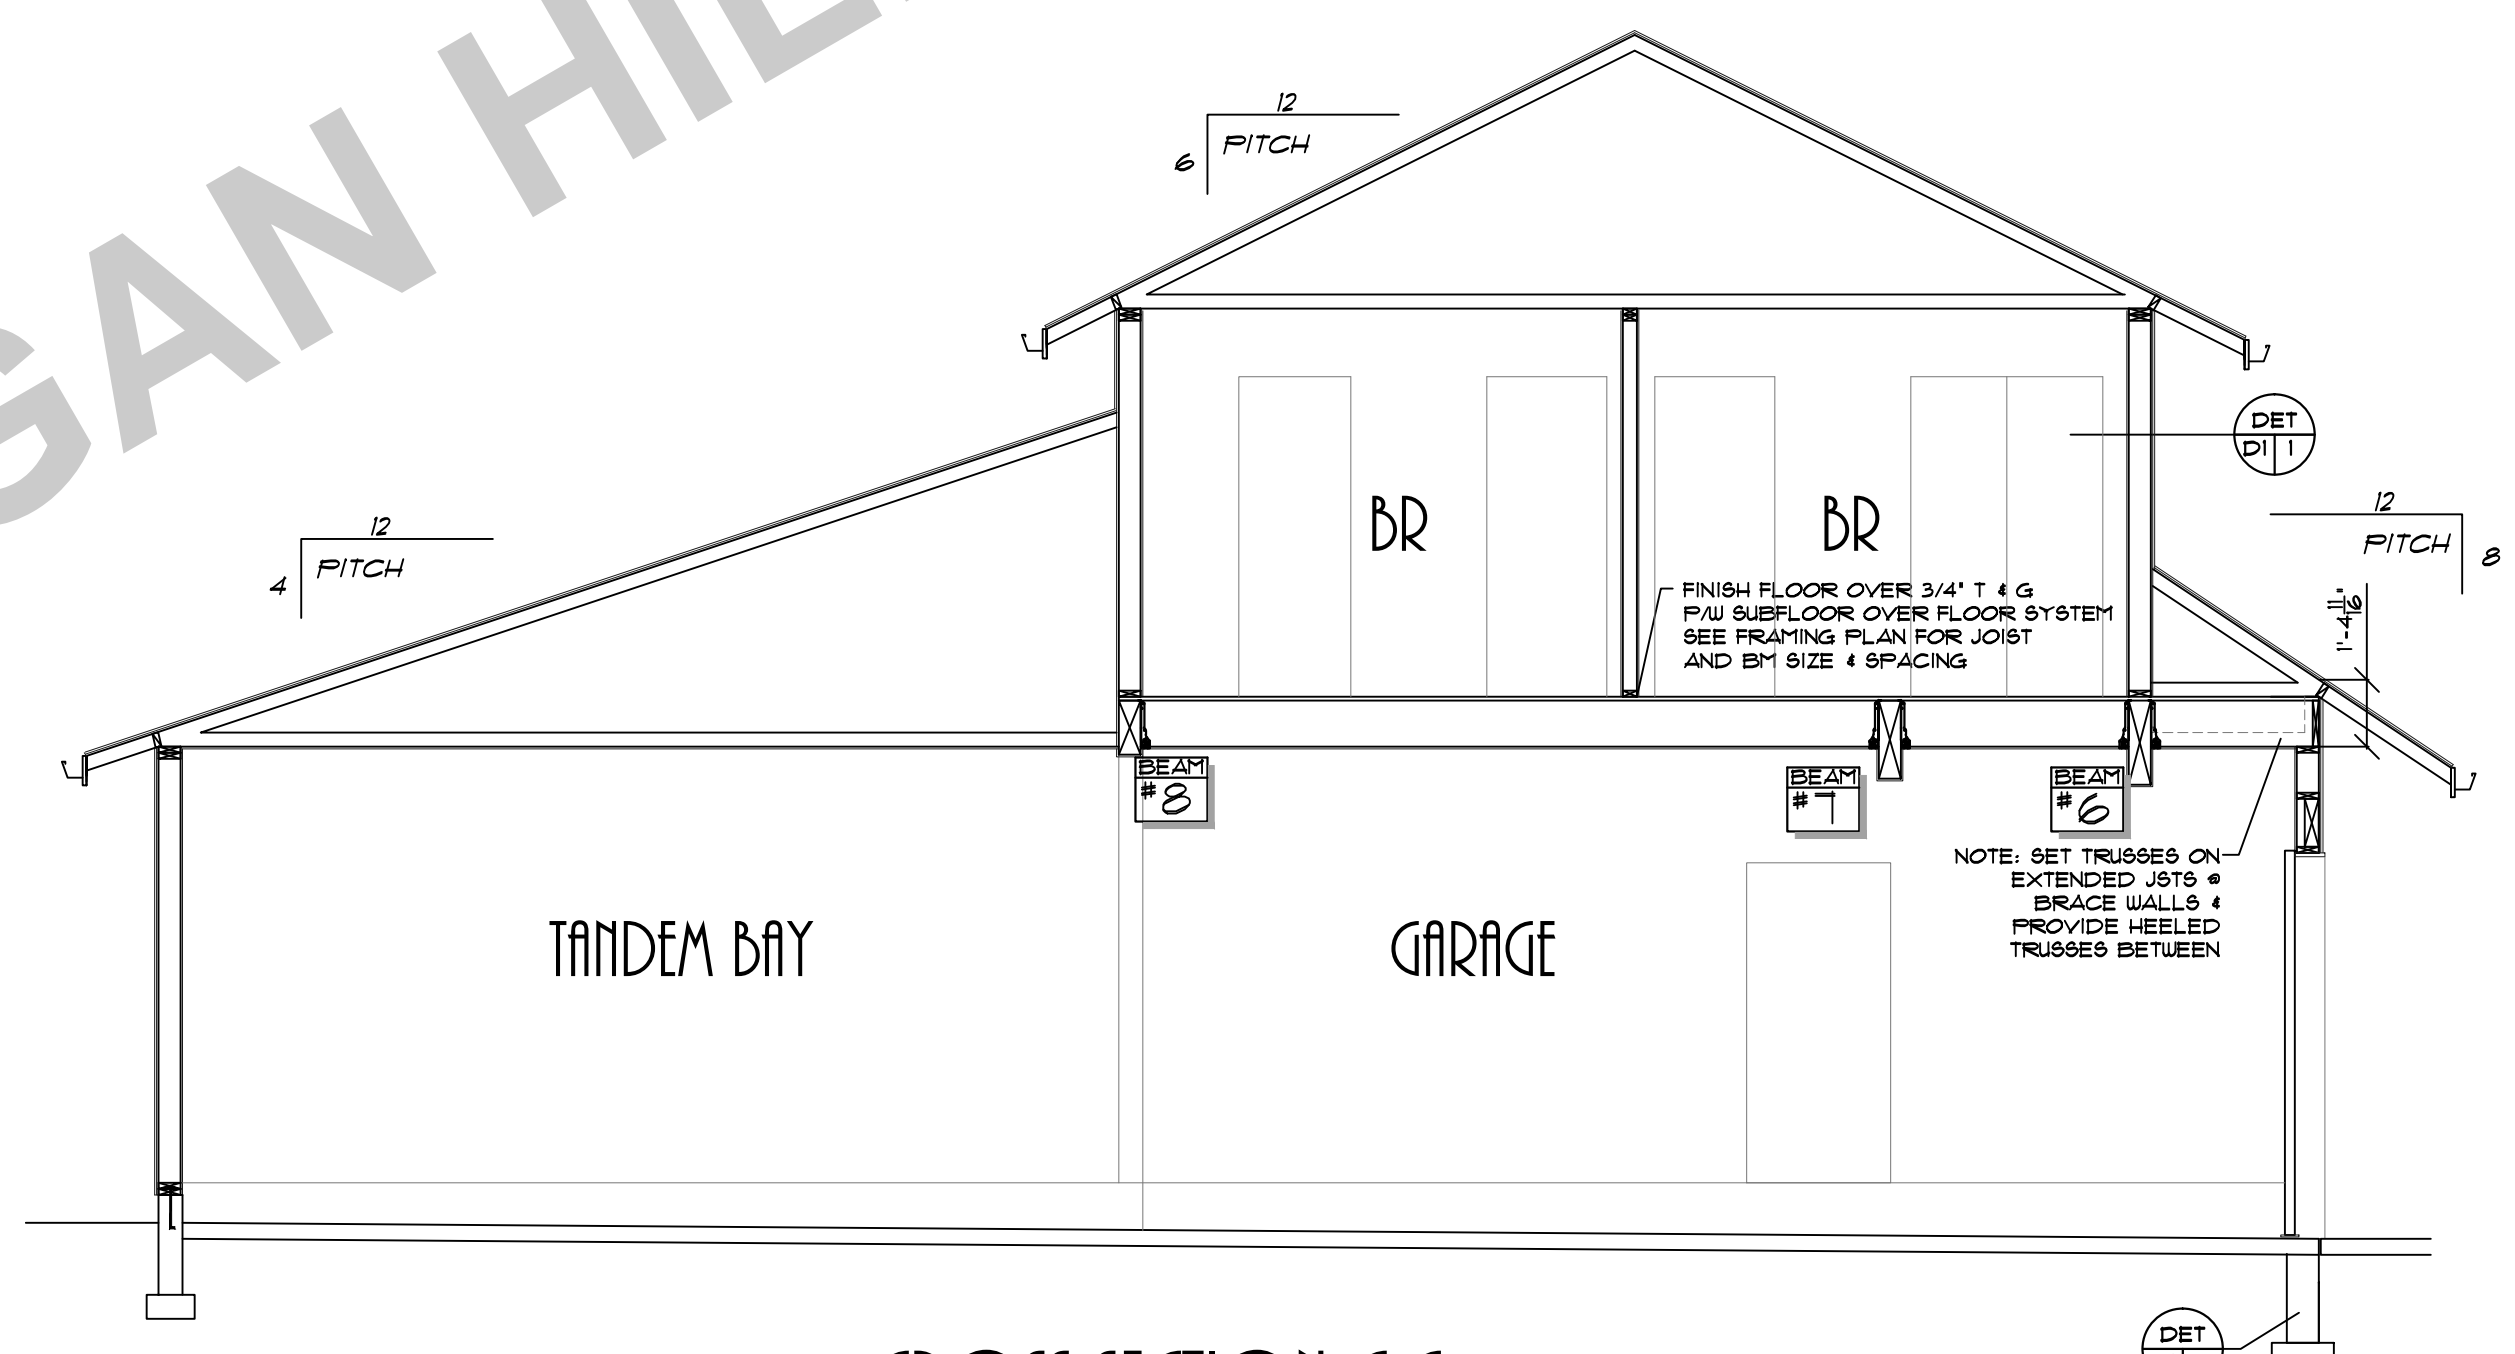 GAN HIL
12
PITCH
6
DET
D1 1
12
PITCH
8
12
PITCH
4
BR
BR
1'-4 11/16"
FINISH FLOOR OVER 3/4" T & G
P/W SUBFLOOR OVER FLOOR SYSTEM
SEE FRAMING PLAN FOR JOIST
AND BM SIZE & SPACING
BEAM
#8
BEAM
#7
BEAM
#6
NOTE: SET TRUSSES ON
EXTENDED JSTS @
BRACE WALLS &
PROVIDE HEELED
TRUSSES BETWEEN
TANDEM BAY
GARAGE
DET